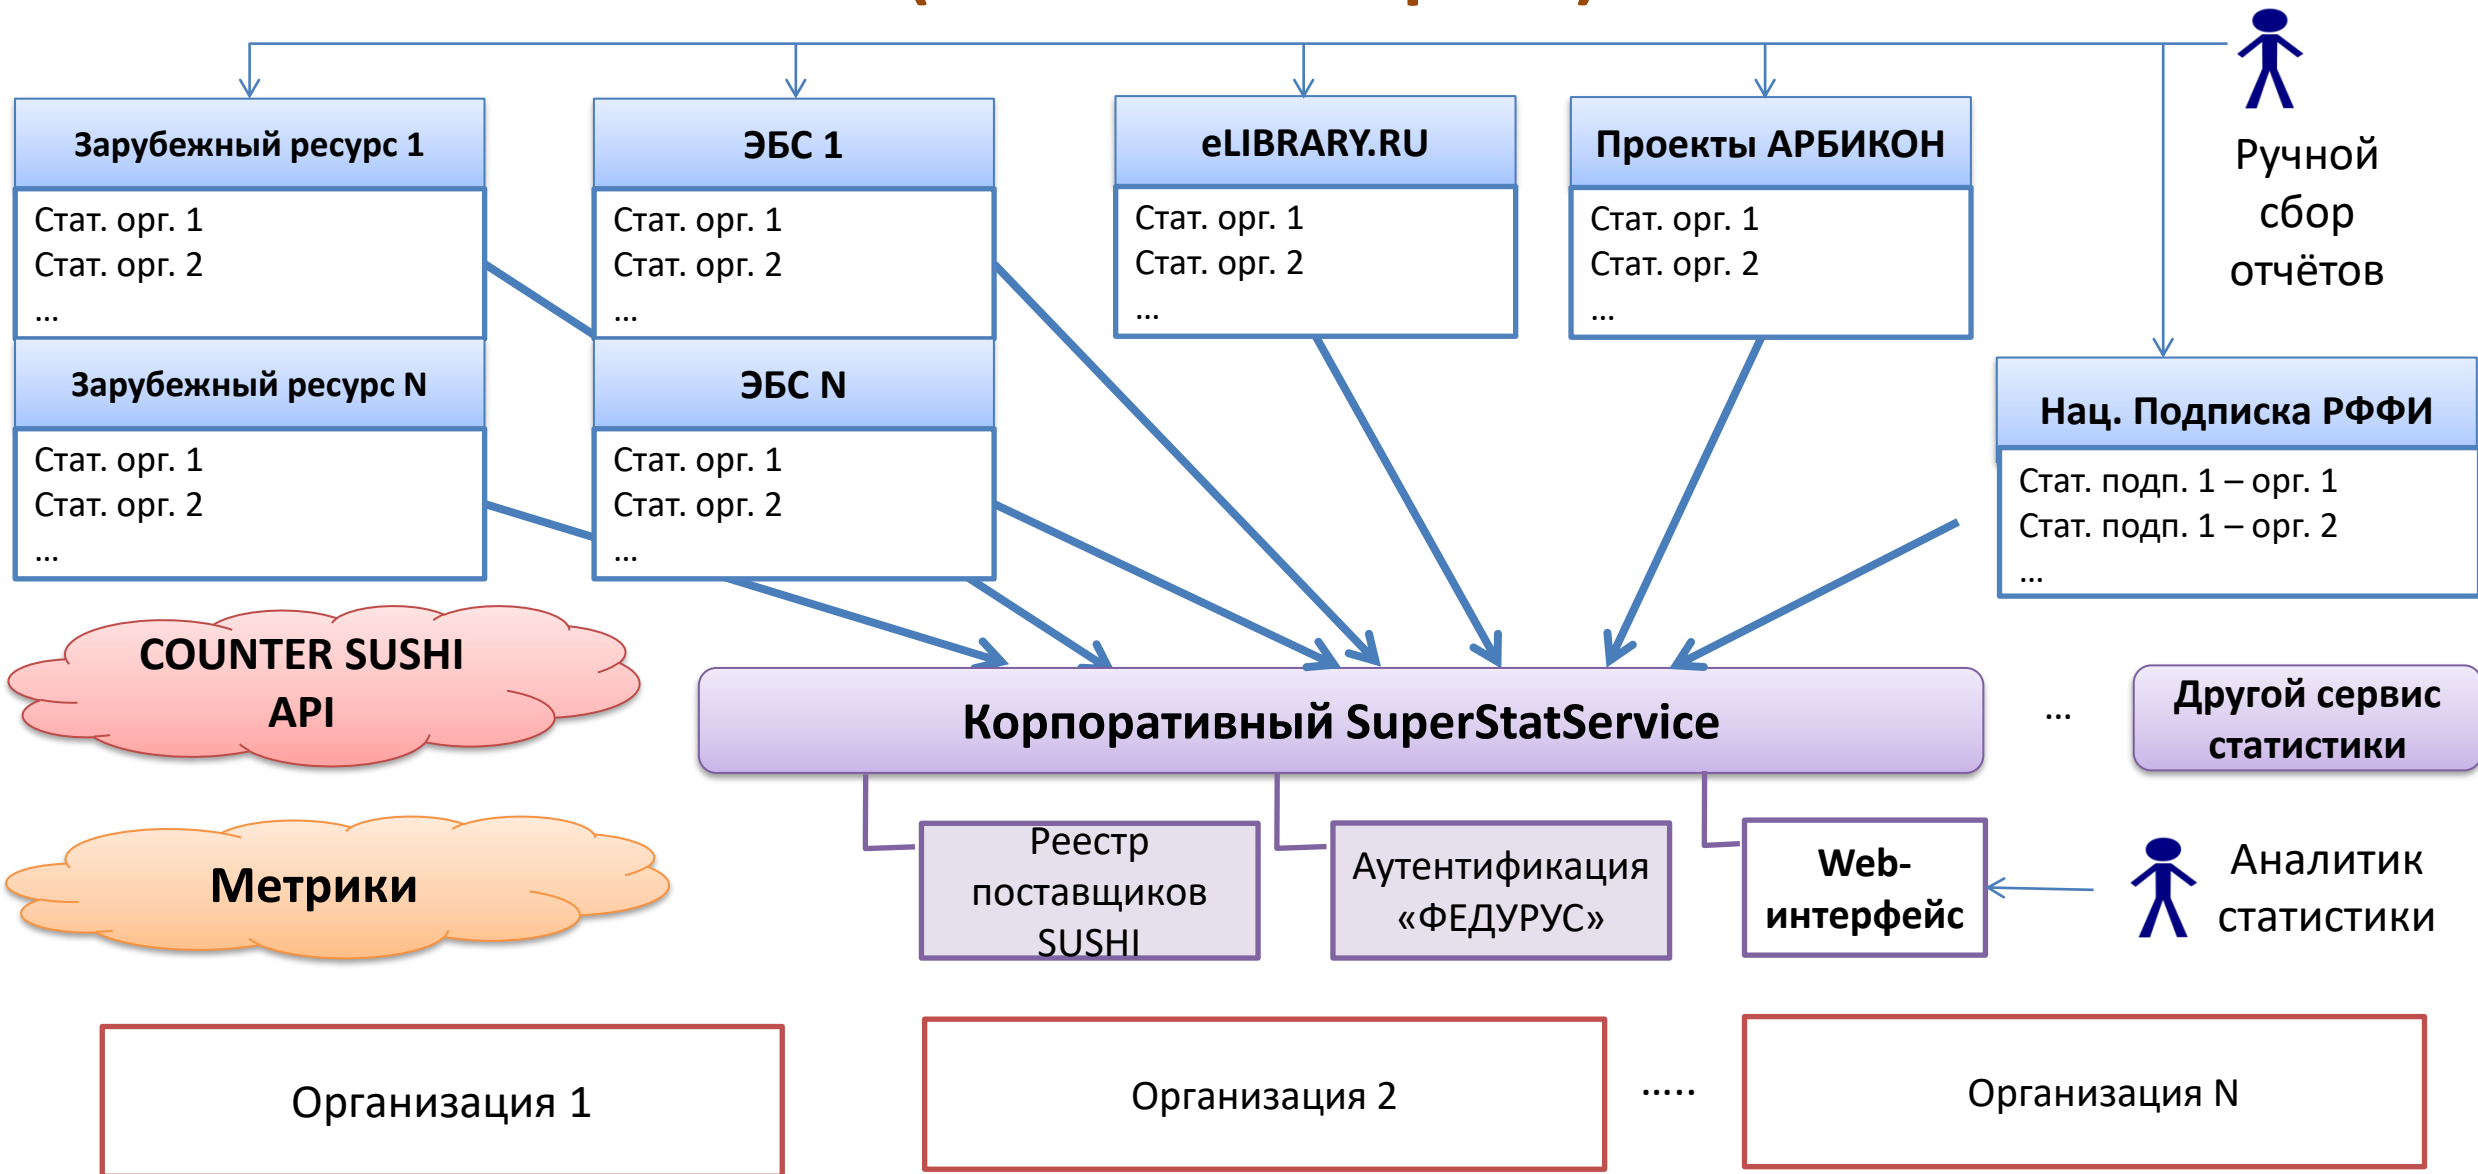 Зарубежный ресурс 1
Стат. орг. 1
Стат. орг. 2
...
Зарубежный ресурс N
Стат. орг. 1
Стат. орг. 2
...
ЭБС 1
Стат. орг. 1
Стат. орг. 2
...
ЭБС N
Стат. орг. 1
Стат. орг. 2
...
eLIBRARY.RU
Стат. орг. 1
Стат. орг. 2
...
Проекты АРБИКОН
Стат. орг. 1
Стат. орг. 2
...
Ручной
сбор
отчётов
Нац. Подписка РФФИ
Стат. подп. 1 – орг. 1
Стат. подп. 1 – орг. 2
...
COUNTER SUSHI
API
Корпоративный SuperStatService
...
Другой сервис
статистики
Метрики
Реестр
поставщиков
SUSHI
Аутентификация
«ФЕДУРУС»
Web-
интерфейс
Аналитик
статистики
Организация 1
Организация 2
.....
Организация N